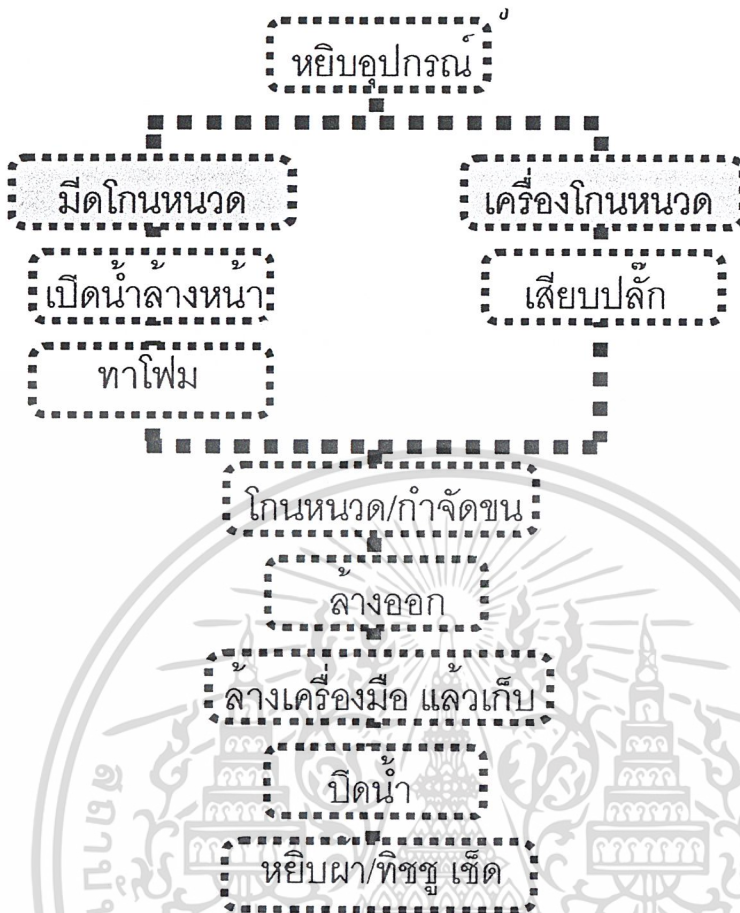 หยิบอุปกรณ์
มีดโกนหนวด
เครื่องโกนหนวด
เปิดน้ำล้างหน้า
เสียบปลั๊ก
ทาโฟม
โกนหนวด/กำจัดขน
ล้างออก
ล้างเครื่องมือ แล้วเก็บ
ปิดน้ำ
หยิบผ้า/ทิชชู เช็ด